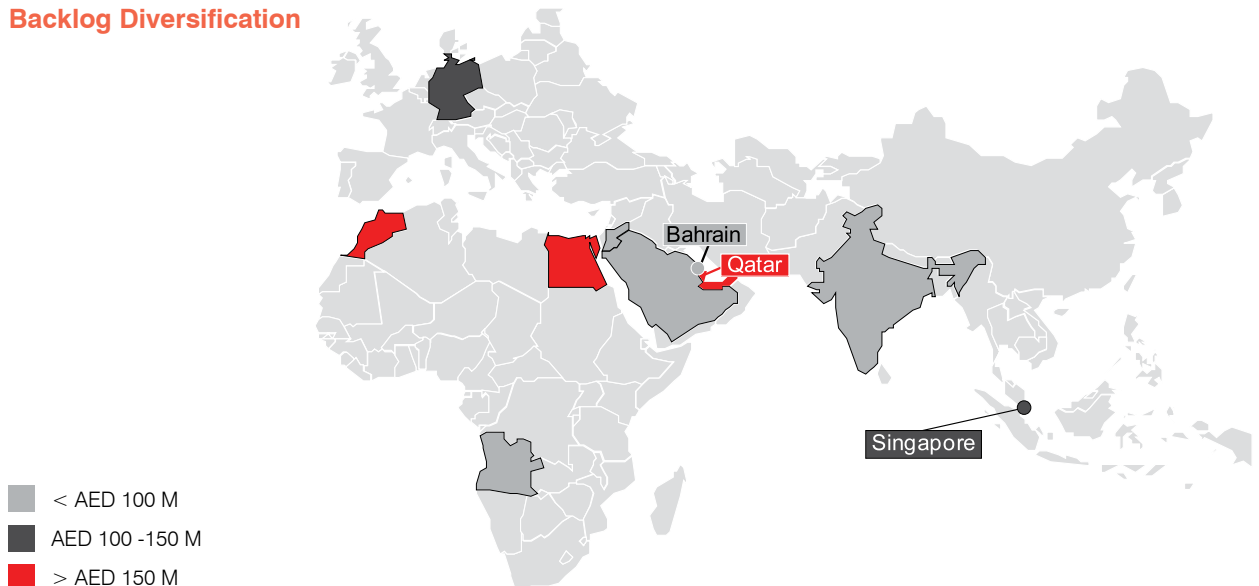 Backlog Diversification
Bahrain
Qatar
Singapore
< AED 100 M
AED 100 -150 M
> AED 150 M